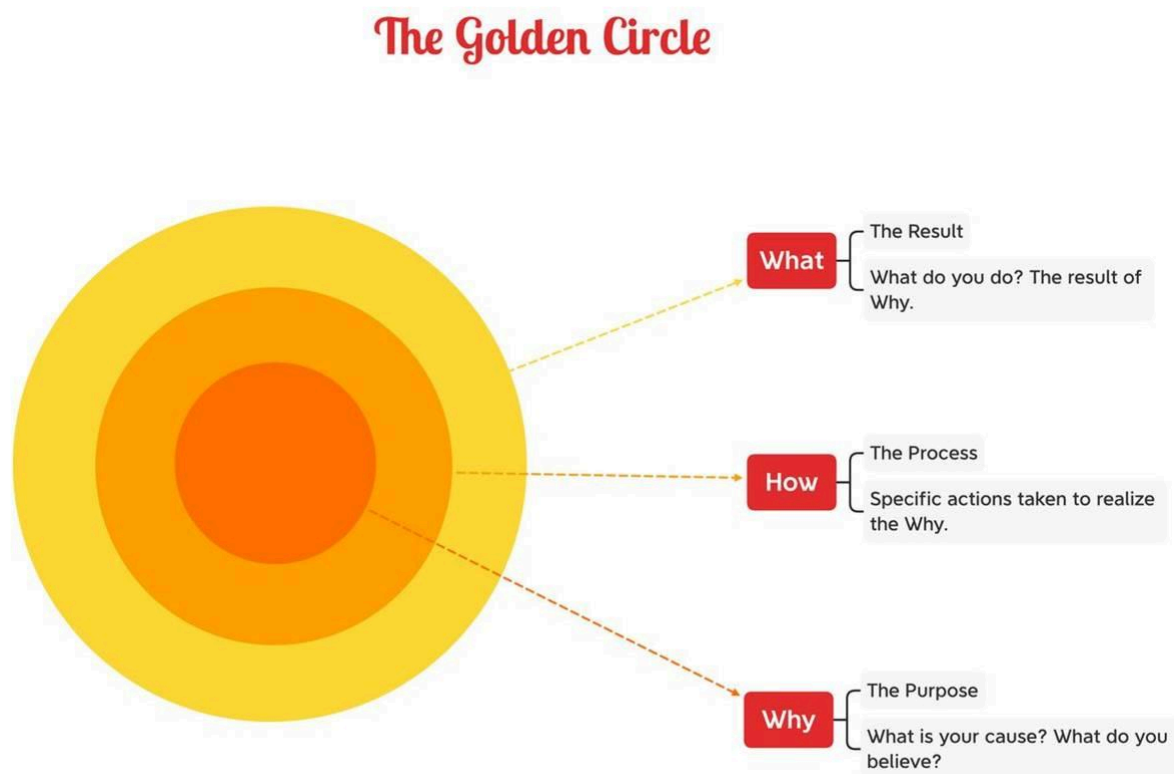 The Golden Circle
What
The Result
What do you do? The result of
Why.
How
The Process
Specific actions taken to realize
the Why.
Why
The Purpose
What is your cause? What do you
believe?